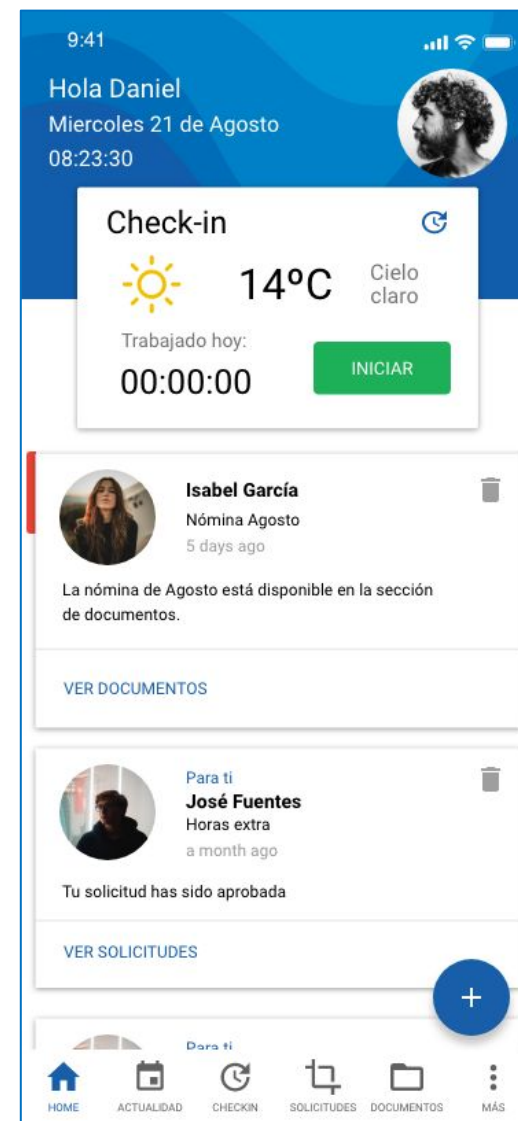 9:41
Hola Daniel
Miercoles 21 de Agosto
08:23:30
Check-in
14ºC
Cielo
claro
Trabajado hoy:
00:00:00
INICIAR
Isabel García
Nómina Agosto
5 days ago
La nómina de Agosto está disponible en la sección
de documentos.
VER DOCUMENTOS
Para ti
José Fuentes
Horas extra
a month ago
Tu solicitud has sido aprobada
VER SOLICITUDES
+
Para ti
HOME
ACTUALIDAD
CHECKIN
SOLICITUDES
DOCUMENTOS
MÁS